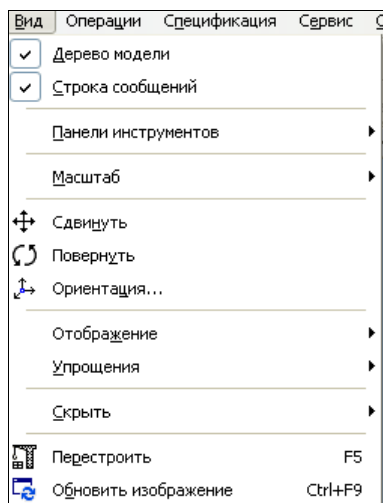 Вид Операции Спецификация Сервис
Дерево модели
Строка сообщений
Панели инструментов
Масштаб
Сдвинуть
Повернуть
Ориентация...
Отображение
Упрощения
Скрыть
Перестроить F5
Обновить изображение Ctrl+F9